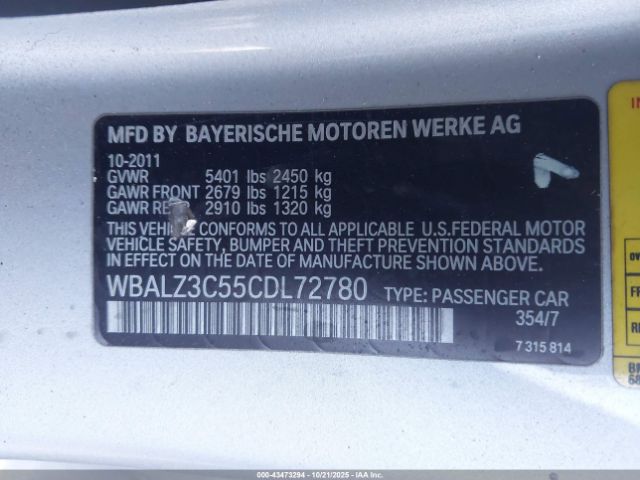 MFD BY BAYERISCHE MOTOREN WERKE AG
10-2011
GVWR 5401 lbs 2450 kg
GAWR FRONT 2679 lbs 1215 kg
GAWR 2910 lbs 1320 kg
THIS VEHICLE CONFORMS TO ALL APPLICABLE U.S.FEDERAL MOTOR
VEHICLE SAFETY, BUMPER AND THEFT PREVENTION STANDARDS
IN EFFECT ON THE DATE OF MANUFACTURE SHOWN ABOVE.
WBALZ3C55CDL72780 TYPE: PASSENGER CAR
354/7
7 315 814
000-43473294 - 10/21/2025 - COPYRIGHT © IAA